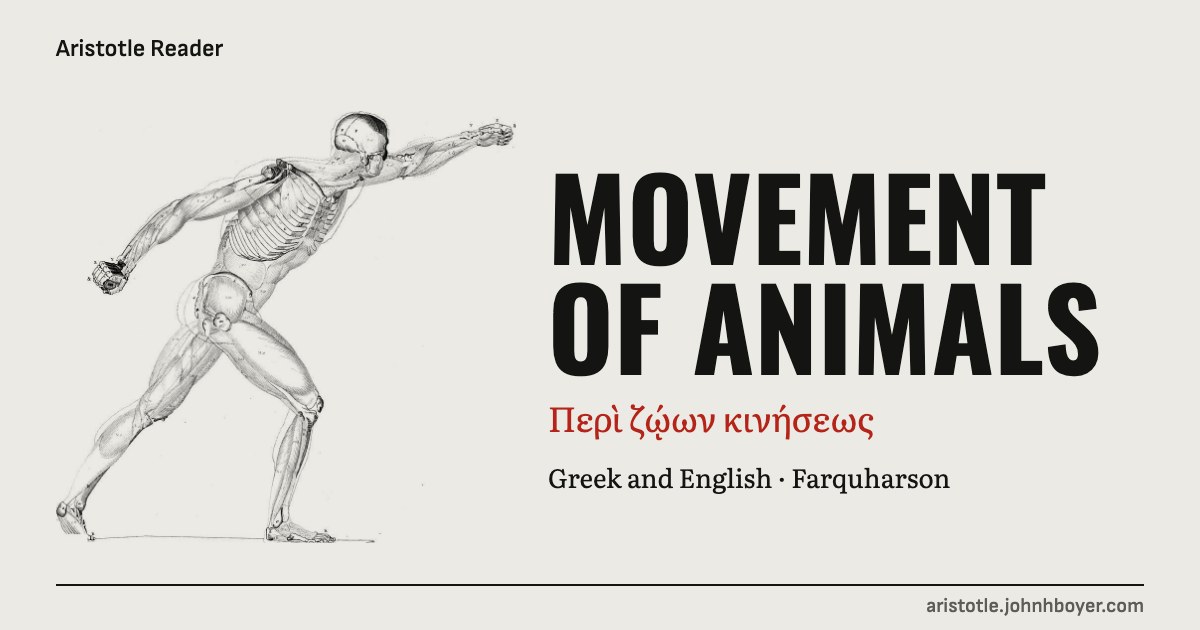 Aristotle Reader
MOVEMENT
OF ANIMALS
Περὶ ζῴων κινήσεως
Greek and English · Farquharson
aristotle.johnhboyer.com